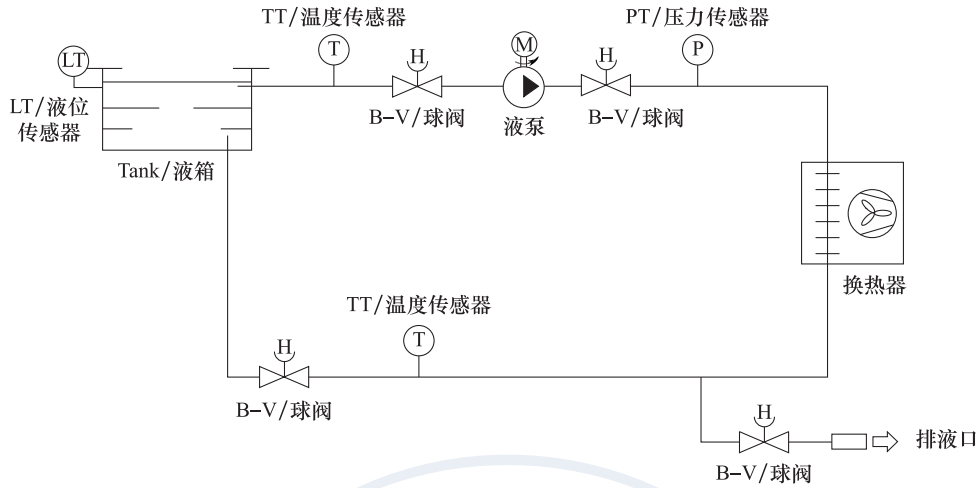 TT/温度传感器
PT/压力传感器
LT
T
H
M
H
P
LT/液位
传感器
B-V/球阀
液泵
B-V/球阀
Tank/液箱
换热器
TT/温度传感器
H
T
B-V/球阀
H
排液口
B-V/球阀